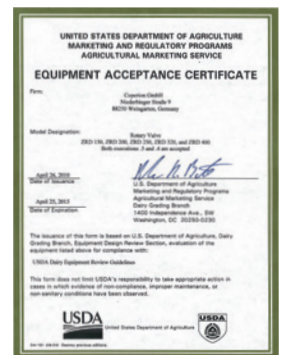 UNITED STATES DEPARTMENT OF AGRICULTURE
MARKETING AND REGULATORY PROGRAMS
AGRICULTURAL MARKETING SERVICE
EQUIPMENT ACCEPTANCE CERTIFICATE
Firm:
Coperion GmbH
Niederbieger Straße 9
88250 Weingarten, Germany
Model Designation:
Rotary Valve
ZRD 150, ZRD 200, ZRD 250, ZRD 320, and ZRD 400
Both executions .3 and .4 are accepted
April 26, 2010
Date of Issuance
April 25, 2015
Date of Expiration
U.S. Department of Agriculture
Marketing and Regulatory Programs
Agricultural Marketing Service
Dairy Grading Branch
1400 Independence Ave., SW
Washington, DC 20250-0230
The issuance of this form is based on U.S. Department of Agriculture, Dairy
Grading Branch, Equipment Design Review Section, evaluation of the
equipment listed above for compliance with:
USDA Dairy Equipment Review Guidelines
This form does not limit USDA's responsibility to take appropriate action in
cases in which evidence of non-compliance, improper maintenance, or
non-sanitary conditions have been observed.
USDA
United States Department of Agriculture
USDA